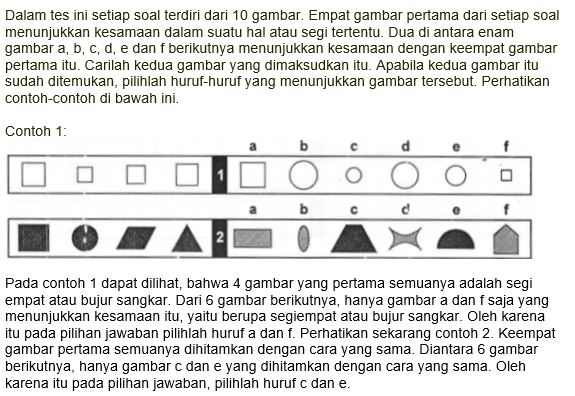 Dalam tes ini setiap soal terdiri dari 10 gambar. Empat gambar pertama dari setiap soal
menunjukkan kesamaan dalam suatu hal atau segi tertentu. Dua di antara enam
gambar a, b, c, d, e dan f berikutnya menunjukkan kesamaan dengan keempat gambar
pertama itu. Carilah kedua gambar yang dimaksudkan itu. Apabila kedua gambar itu
sudah ditemukan, pilihlah huruf-huruf yang menunjukkan gambar tersebut. Perhatikan
contoh-contoh di bawah ini.
Contoh 1:
a b c d e f
1
a b c d e f
2
Pada contoh 1 dapat dilihat, bahwa 4 gambar yang pertama semuanya adalah segi
empat atau bujur sangkar. Dari 6 gambar berikutnya, hanya gambar a dan f saja yang
menunjukkan kesamaan itu, yaitu berupa segiempat atau bujur sangkar. Oleh karena
itu pada pilihan jawaban pilihlah huruf a dan f. Perhatikan sekarang contoh 2. Keempat
gambar pertama semuanya dihitamkan dengan cara yang sama. Diantara 6 gambar
berikutnya, hanya gambar c dan e yang dihitamkan dengan cara yang sama. Oleh
karena itu pada pilihan jawaban, pilihlah huruf c dan e.